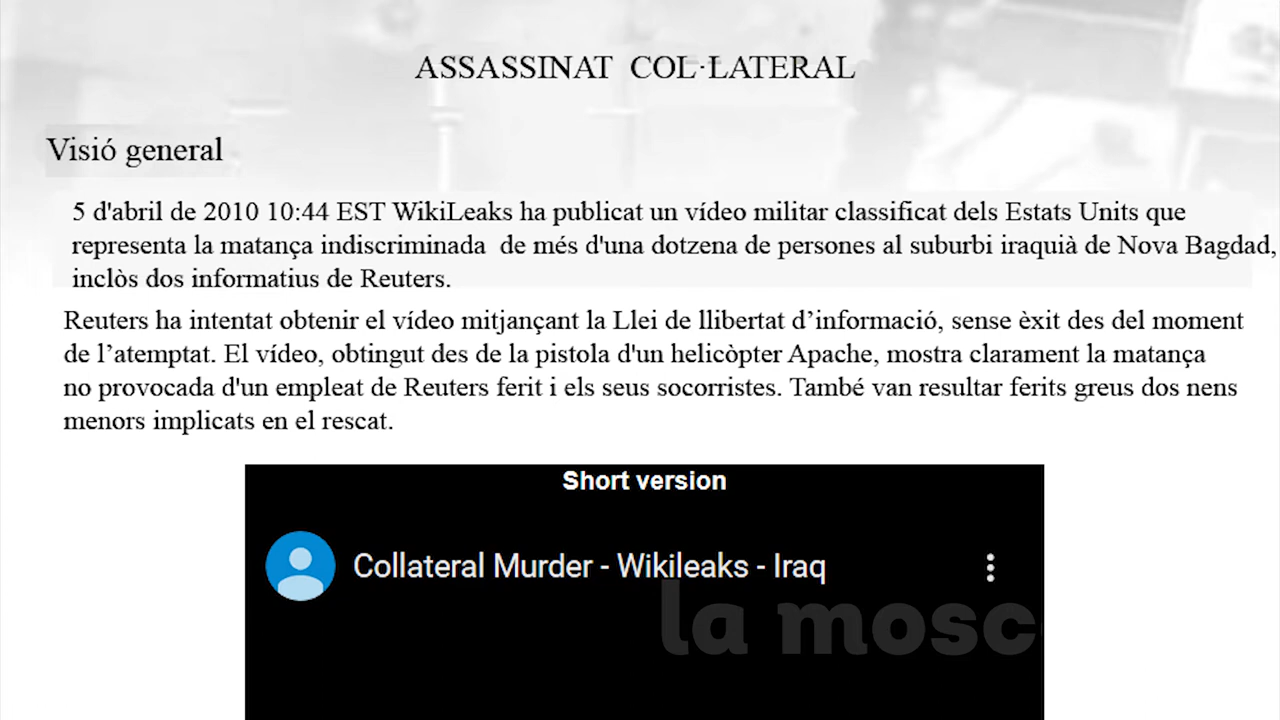 ASSASSINAT COL·LATERAL
Visió general
5 d'abril de 2010 10:44 EST WikiLeaks ha publicat un vídeo militar classificat dels Estats Units que
representa la matança indiscriminada de més d'una dotzena de persones al suburbi iraquià de Nova Bagdad,
inclòs dos informatius de Reuters.
Reuters ha intentat obtenir el vídeo mitjançant la Llei de llibertat d’informació, sense èxit des del moment
de l’atemptat. El vídeo, obtingut des de la pistola d'un helicòpter Apache, mostra clarament la matança
no provocada d'un empleat de Reuters ferit i els seus socorristes. També van resultar ferits greus dos nens
menors implicats en el rescat.
Short version
Collateral Murder - Wikileaks - Iraq
la mosc